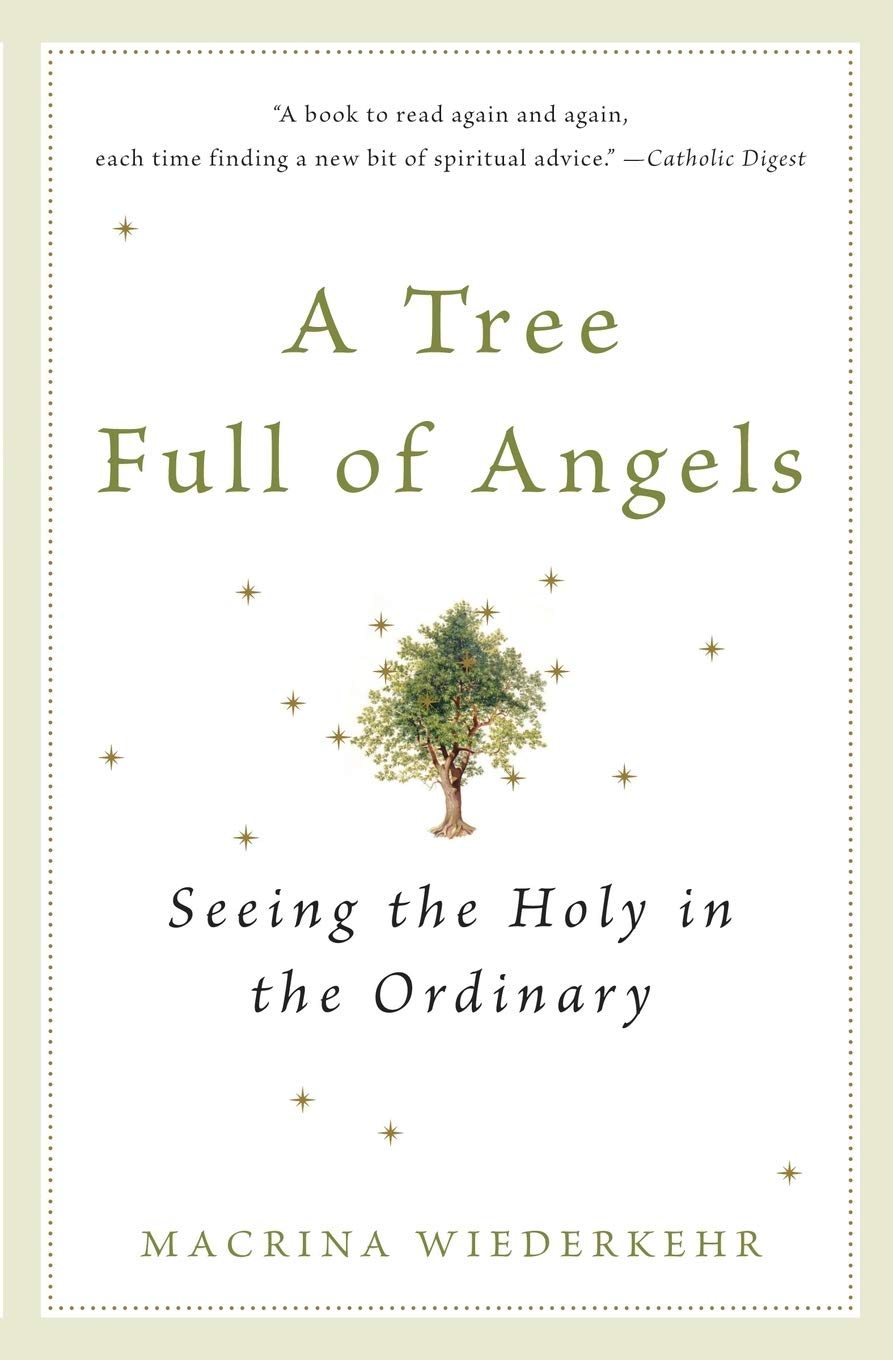 “A book to read again and again,
each time finding a new bit of spiritual advice.” —Catholic Digest
A Tree
Full of Angels
Seeing the Holy in
the Ordinary
MACRINA WIEDERKEHR